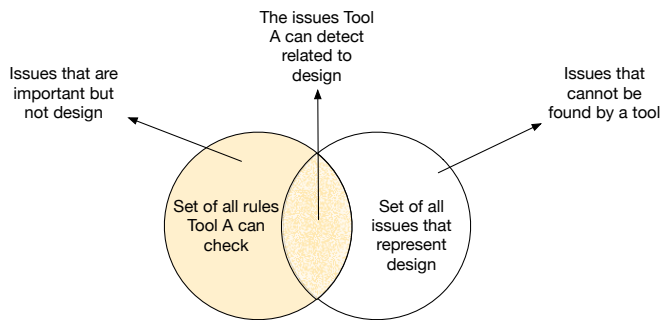 The issues Tool
A can detect
related to
design
Issues that are
important but
not design
Issues that
cannot be
found by a tool
Set of all rules
Tool A can
check
Set of all
issues that
represent
design